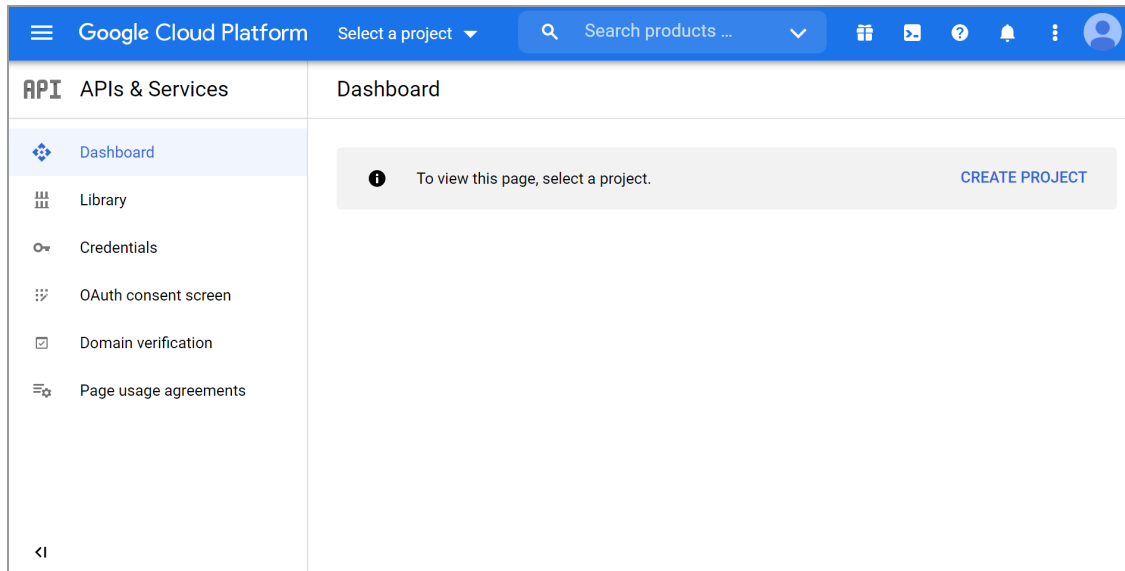 Google Cloud Platform
Select a project
Search products ...
API APIs & Services
Dashboard
Dashboard
Library
Credentials
OAuth consent screen
Domain verification
Page usage agreements
To view this page, select a project.
CREATE PROJECT